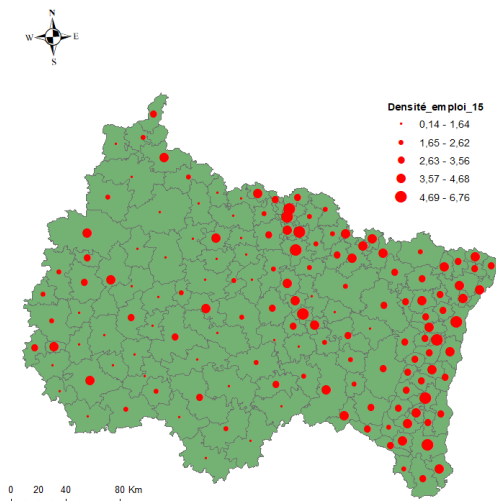 N
W E
S
Densité_emploi_15
0,14 - 1,64
1,65 - 2,62
2,63 - 3,56
3,57 - 4,68
4,69 - 6,76
0 20 40 80 Km